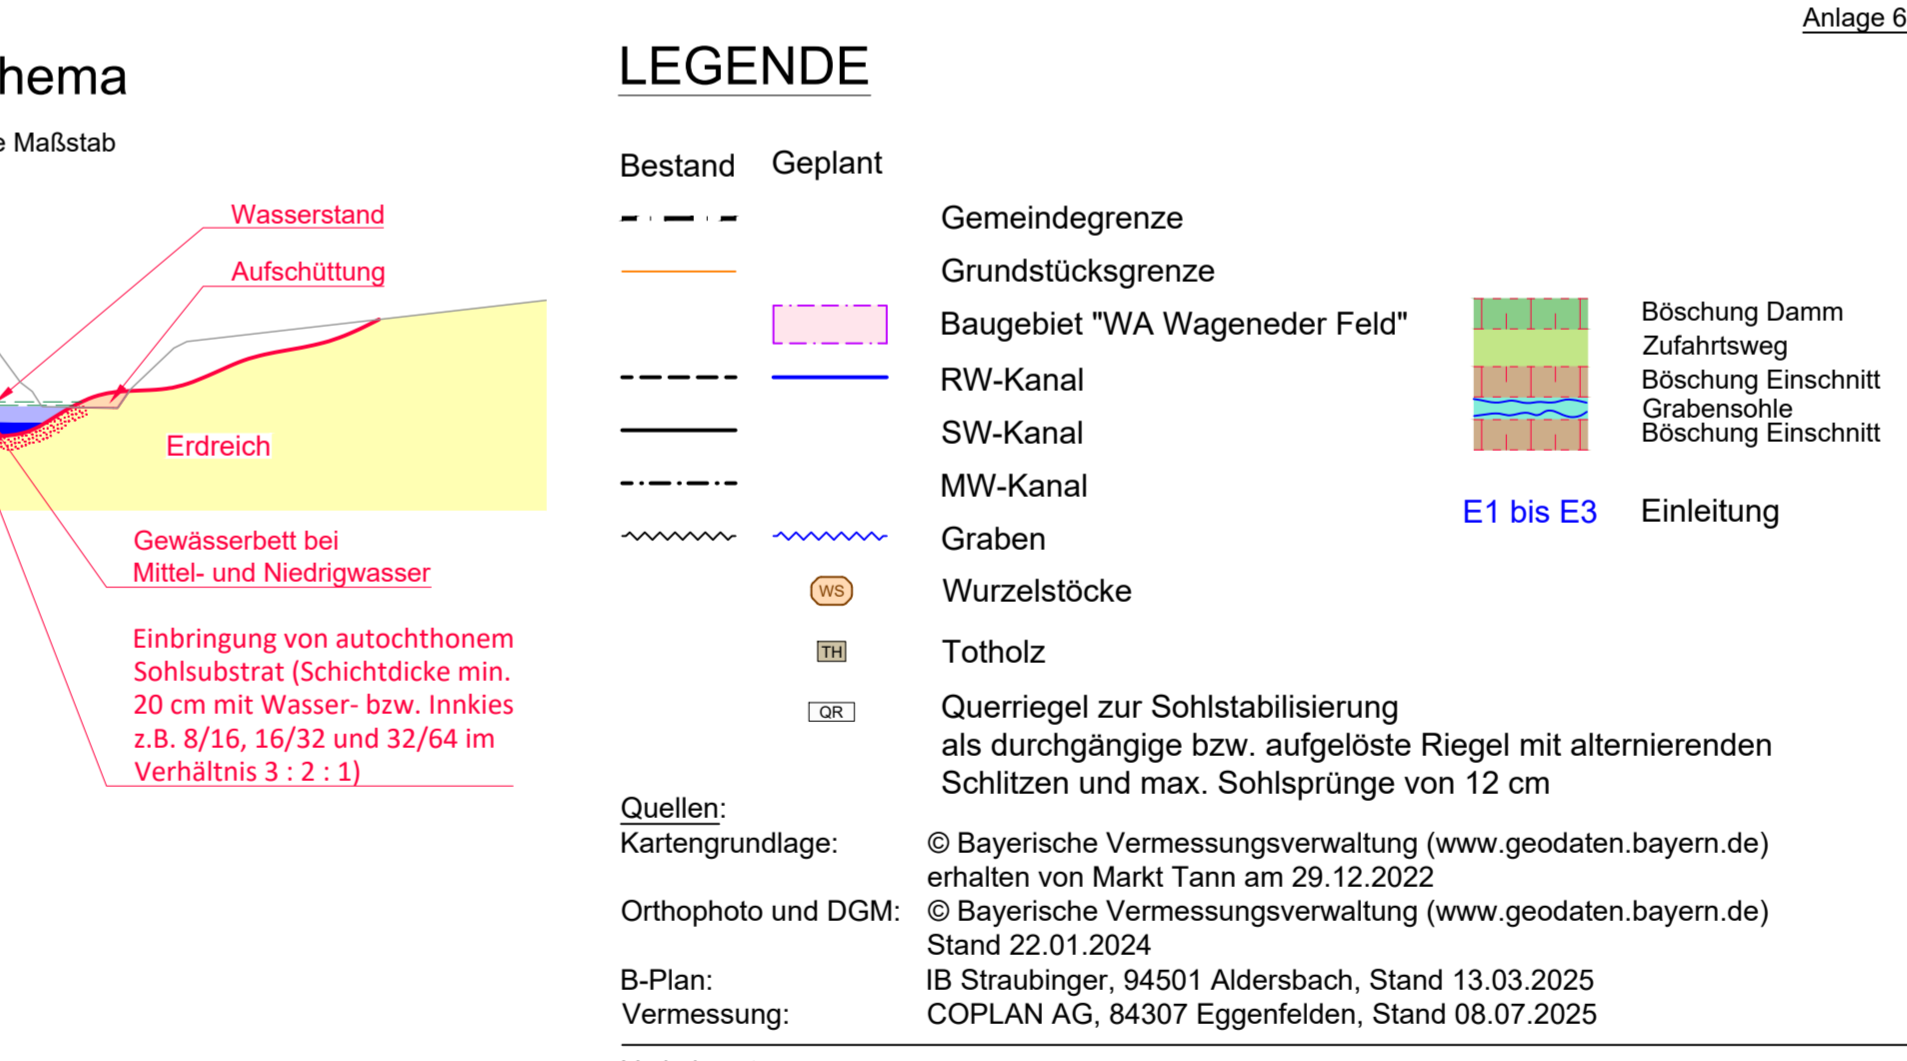 Anlage 6
hema
e Maßstab
Wasserstand
Aufschüttung
Erdreich
Gewässerbett bei
Mittel- und Niedrigwasser
Einbringung von autochthonem
Sohlsubstrat (Schichtdicke min.
20 cm mit Wasser- bzw. Innkies
z.B. 8/16, 16/32 und 32/64 im
Verhältnis 3 : 2 : 1)
LEGENDE
Bestand Geplant
Gemeindegrenze
Grundstücksgrenze
Baugebiet "WA Wageneder Feld"
RW-Kanal
SW-Kanal
MW-Kanal
Graben
WS Wurzelstöcke
TH Totholz
QR Querriegel zur Sohlstabilisierung
als durchgängige bzw. aufgelöste Riegel mit alternierenden
Schlitzen und max. Sohlsprünge von 12 cm
Böschung Damm
Zufahrtsweg
Böschung Einschnitt
Grabensohle
Böschung Einschnitt
E1 bis E3 Einleitung
Quellen:
Kartengrundlage: © Bayerische Vermessungsverwaltung (www.geodaten.bayern.de)
erhalten von Markt Tann am 29.12.2022
Orthophoto und DGM: © Bayerische Vermessungsverwaltung (www.geodaten.bayern.de)
Stand 22.01.2024
B-Plan: IB Straubinger, 94501 Aldersbach, Stand 13.03.2025
Vermessung: COPLAN AG, 84307 Eggenfelden, Stand 08.07.2025